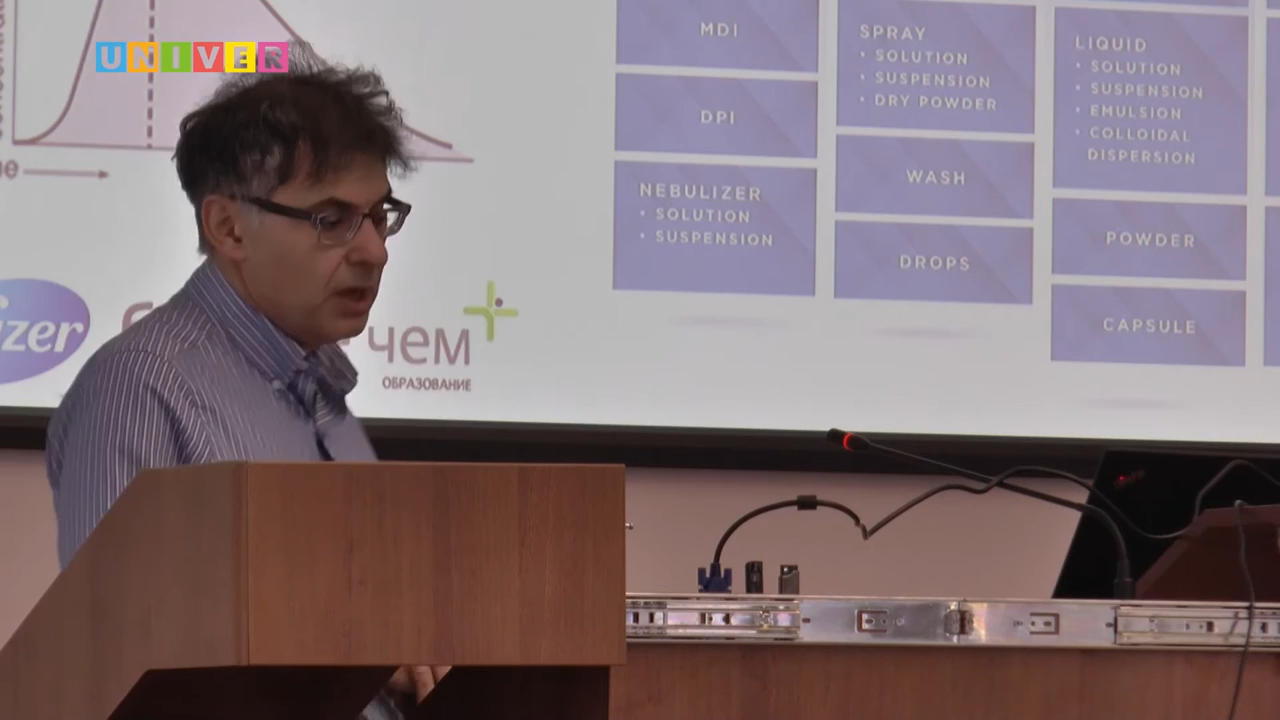 UNIVER
MDI
DPI
NEBULIZER
• SOLUTION
• SUSPENSION
SPRAY
• SOLUTION
• SUSPENSION
• DRY POWDER
WASH
DROPS
LIQUID
• SOLUTION
• SUSPENSION
• EMULSION
• COLLOIDAL
DISPERSION
POWDER
CAPSULE
чем
ОБРАЗОВАНИЕ